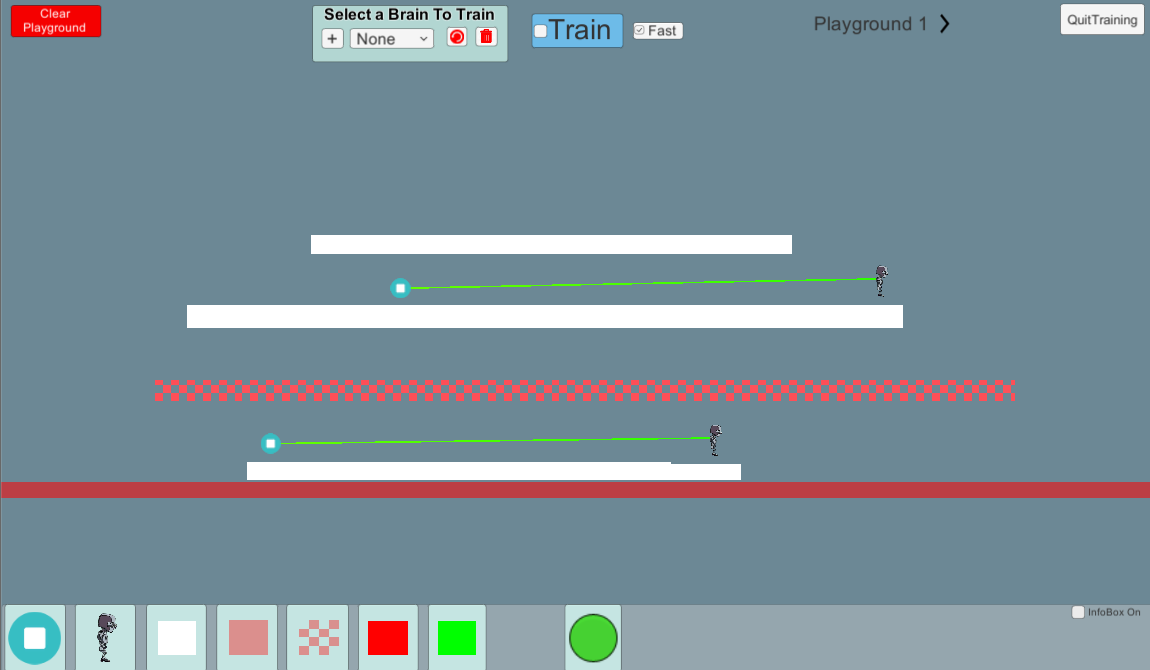 Clear
Playground
Select a Brain To Train
+ None
Train
Fast
Playground 1
QuitTraining
InfoBox On